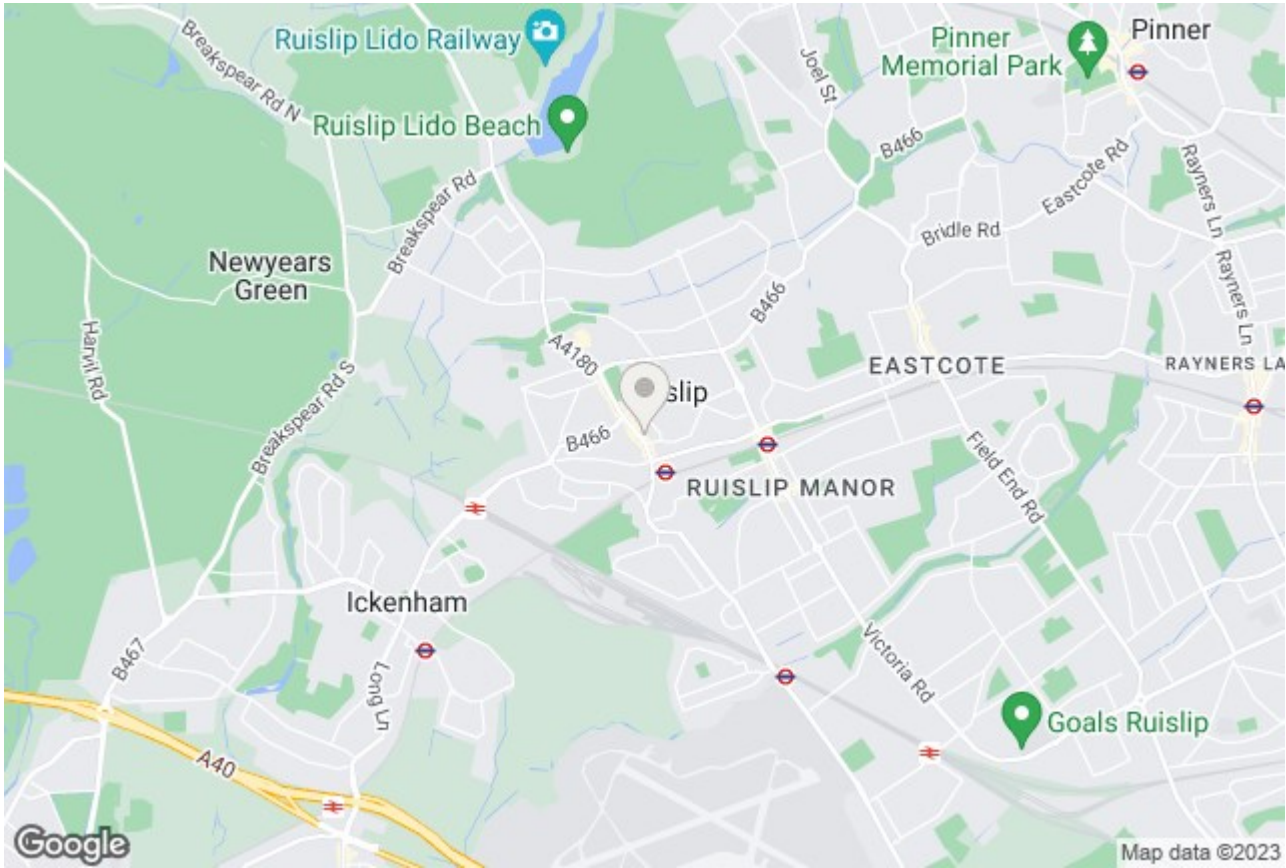 Ruislip Lido Railway
Breakspear Rd N
Ruislip Lido Beach
Joel St
Pinner
Memorial Park
Pinner
B466
Eastcote Rd
Rayners Ln
Breakspear Rd
Bridle Rd
Newyears
Green
Rayners Ln
B466
Harvil Rd
A4180
EASTCOTE
RAYNERS LA
slip
Breakspear Rd S
B466
RUISLIP MANOR
Field End Rd
Ickenham
B467
Long Ln
Victoria Rd
Goals Ruislip
A40
Google
Map data ©2023